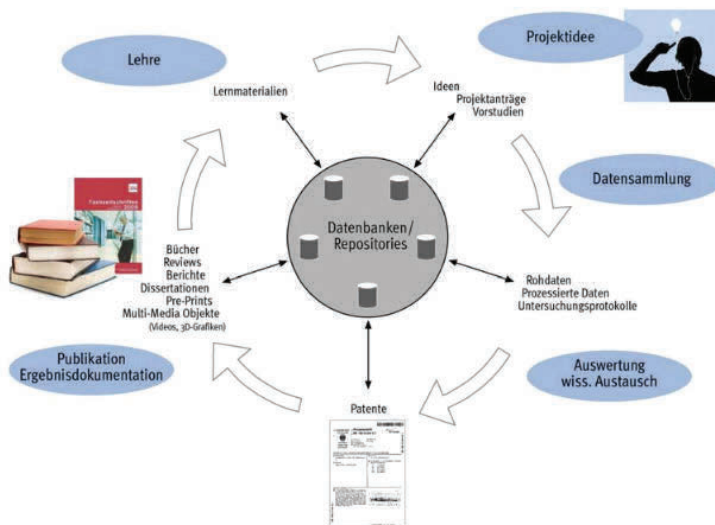 Lehre
Projektidee
Lernmaterialien
Ideen
Projektanträge
Vorstudien
Datensammlung
Datenbanken/
Repositories
Bücher
Reviews
Berichte
Dissertationen
Pre-Prints
Multi-Media Objekte
(Videos, 3D-Grafiken)
Rohdaten
Prozessierte Daten
Untersuchungsprotokolle
Publikation
Ergebnisdokumentation
Auswertung
wiss. Austausch
Patente